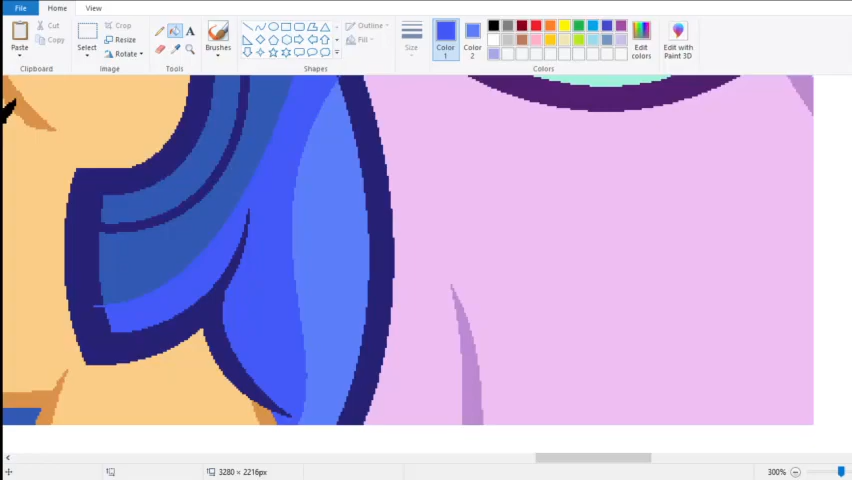 File Home View
Paste Cut Copy Clipboard
Select Crop Resize Rotate Image
A Tools
Brushes
Outline Fill Shapes
Size
Color 1 Color 2
Edit colors Colors
Edit with Paint 3D
3280 × 2216px 300%